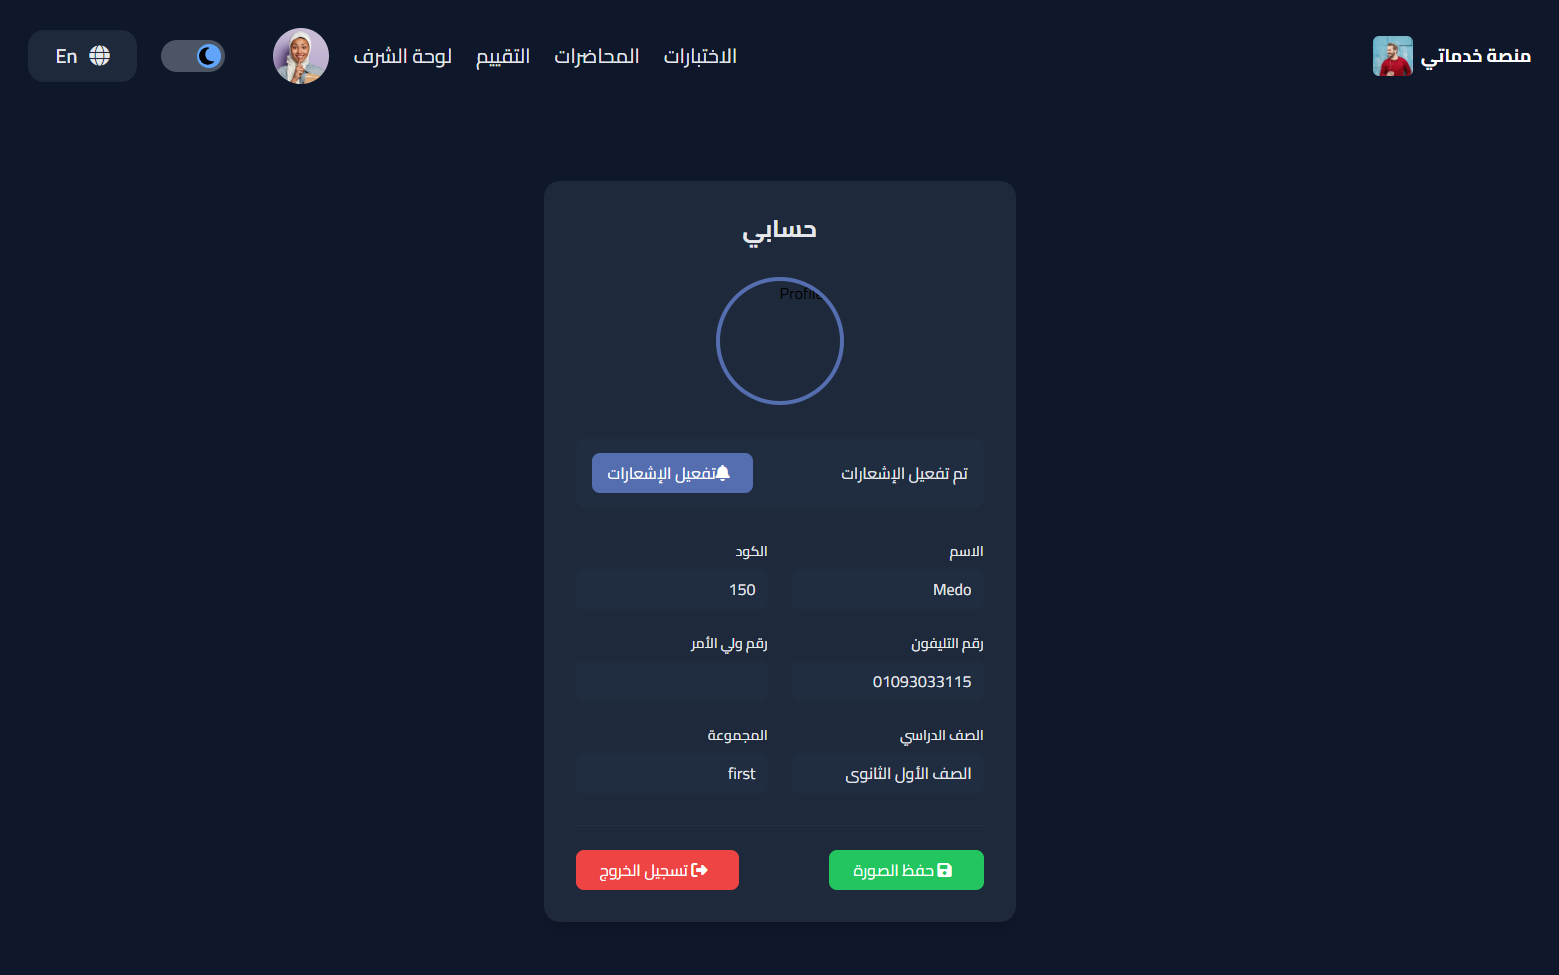 منصة خدماتي
الاختبارات
المحاضرات
التقييم
لوحة الشرف
En
حسابي
Profile
تم تفعيل الإشعارات
تفعيل الإشعارات
الاسم
الكود
Medo
150
رقم التليفون
رقم ولي الأمر
01093033115
الصف الدراسي
المجموعة
الصف الأول الثانوى
first
حفظ الصورة
تسجيل الخروج